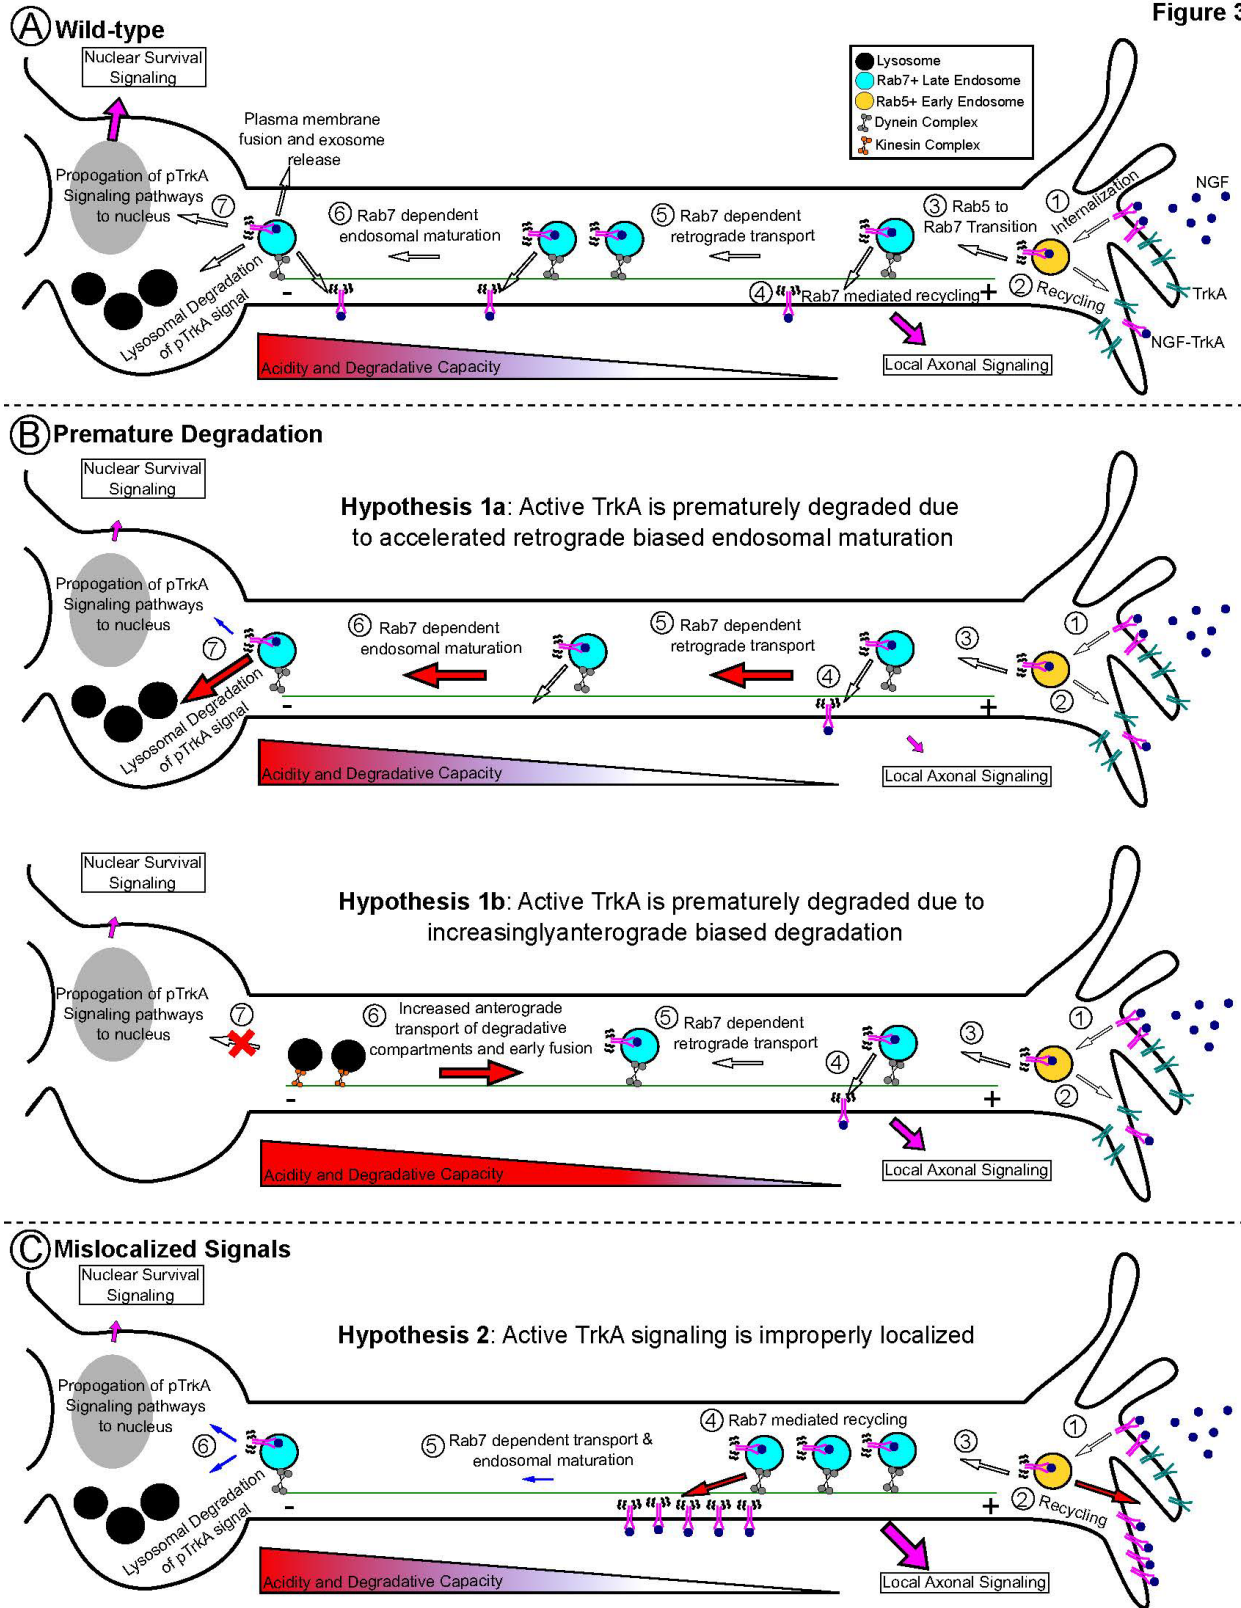 Figure 3
A Wild-type
Nuclear Survival
Signaling
Lysosome
Rab7+ Late Endosome
Rab5+ Early Endosome
Dynein Complex
Kinesin Complex
Plasma membrane
fusion and exosome
release
Propogation of pTrkA
Signaling pathways
to nucleus
7
6 Rab7 dependent
endosomal maturation
5 Rab7 dependent
retrograde transport
3 Rab5 to
Rab7 Transition
1
Internalization
NGF
2 Recycling
4 Rab7 mediated recycling
TrkA
NGF-TrkA
- +
Lysosomal Degradation
of pTrkA signal
Acidity and Degradative Capacity
Local Axonal Signaling
B Premature Degradation
Nuclear Survival
Signaling
Hypothesis 1a: Active TrkA is prematurely degraded due
to accelerated retrograde biased endosomal maturation
Propogation of pTrkA
Signaling pathways
to nucleus
7
6 Rab7 dependent
endosomal maturation
5 Rab7 dependent
retrograde transport
4
3
1
2
- +
Lysosomal Degradation
of pTrkA signal
Acidity and Degradative Capacity
Local Axonal Signaling
Nuclear Survival
Signaling
Hypothesis 1b: Active TrkA is prematurely degraded due to
increasinglyanterograde biased degradation
Propogation of pTrkA
Signaling pathways
to nucleus
7
6 Increased anterograde
transport of degradative
compartments and early fusion
5 Rab7 dependent
retrograde transport
4
3
1
2
- +
Acidity and Degradative Capacity
Local Axonal Signaling
C Mislocalized Signals
Nuclear Survival
Signaling
Hypothesis 2: Active TrkA signaling is improperly localized
Propogation of pTrkA
Signaling pathways
to nucleus
6
5 Rab7 dependent transport &
endosomal maturation
4 Rab7 mediated recycling
3
1
2 Recycling
- +
Lysosomal Degradation
of pTrkA signal
Acidity and Degradative Capacity
Local Axonal Signaling